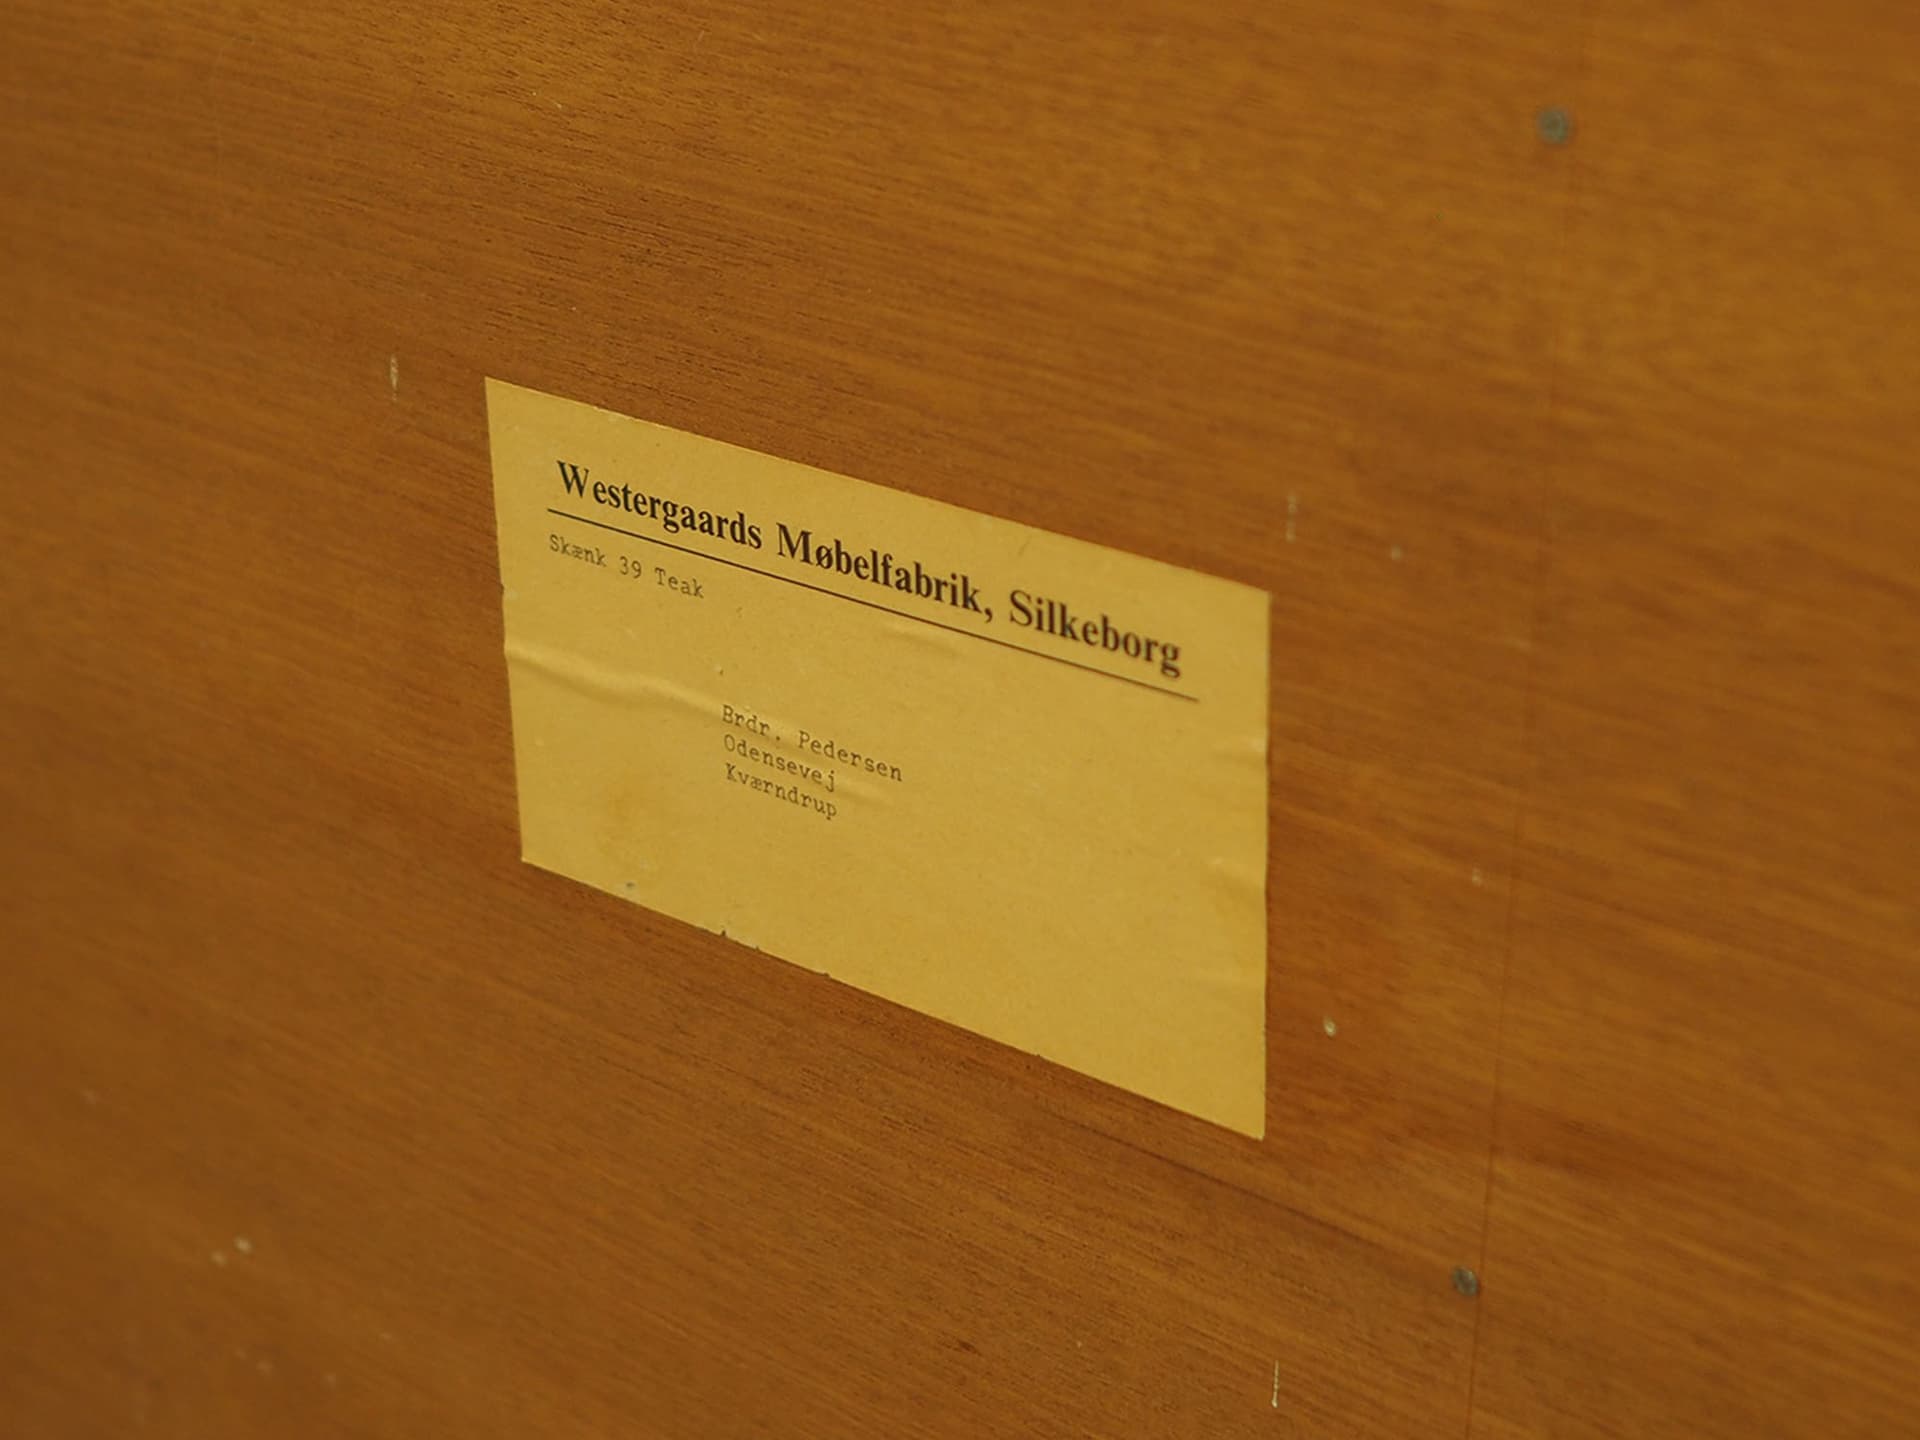 Westergaards Møbelfabrik, Silkeborg
Skænk 39 Teak
Brdr. Pedersen
Odensevej
Kværndrup